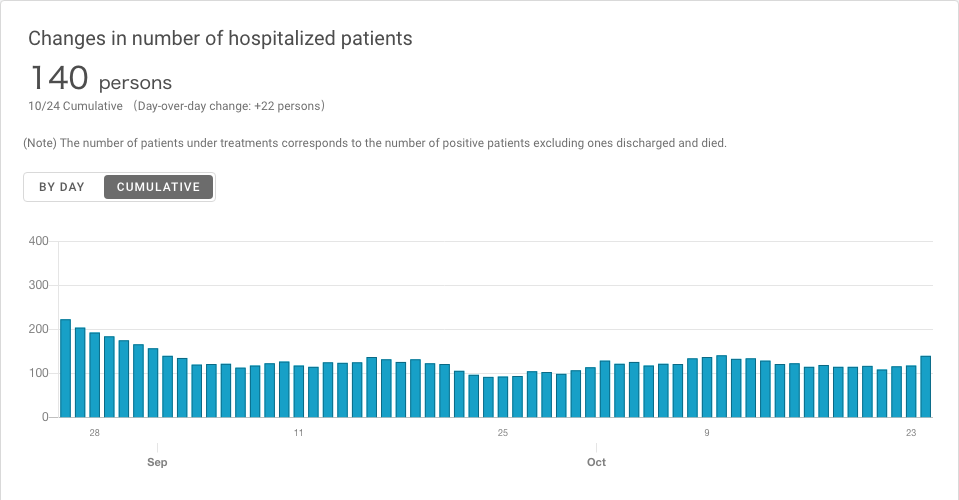 Changes in number of hospitalized patients
140 persons
10/24 Cumulative （Day-over-day change: +22 persons）
(Note) The number of patients under treatments corresponds to the number of positive patients excluding ones discharged and died.
BY DAY CUMULATIVE
400
300
200
100
0
28 11 25 9 23
Sep Oct